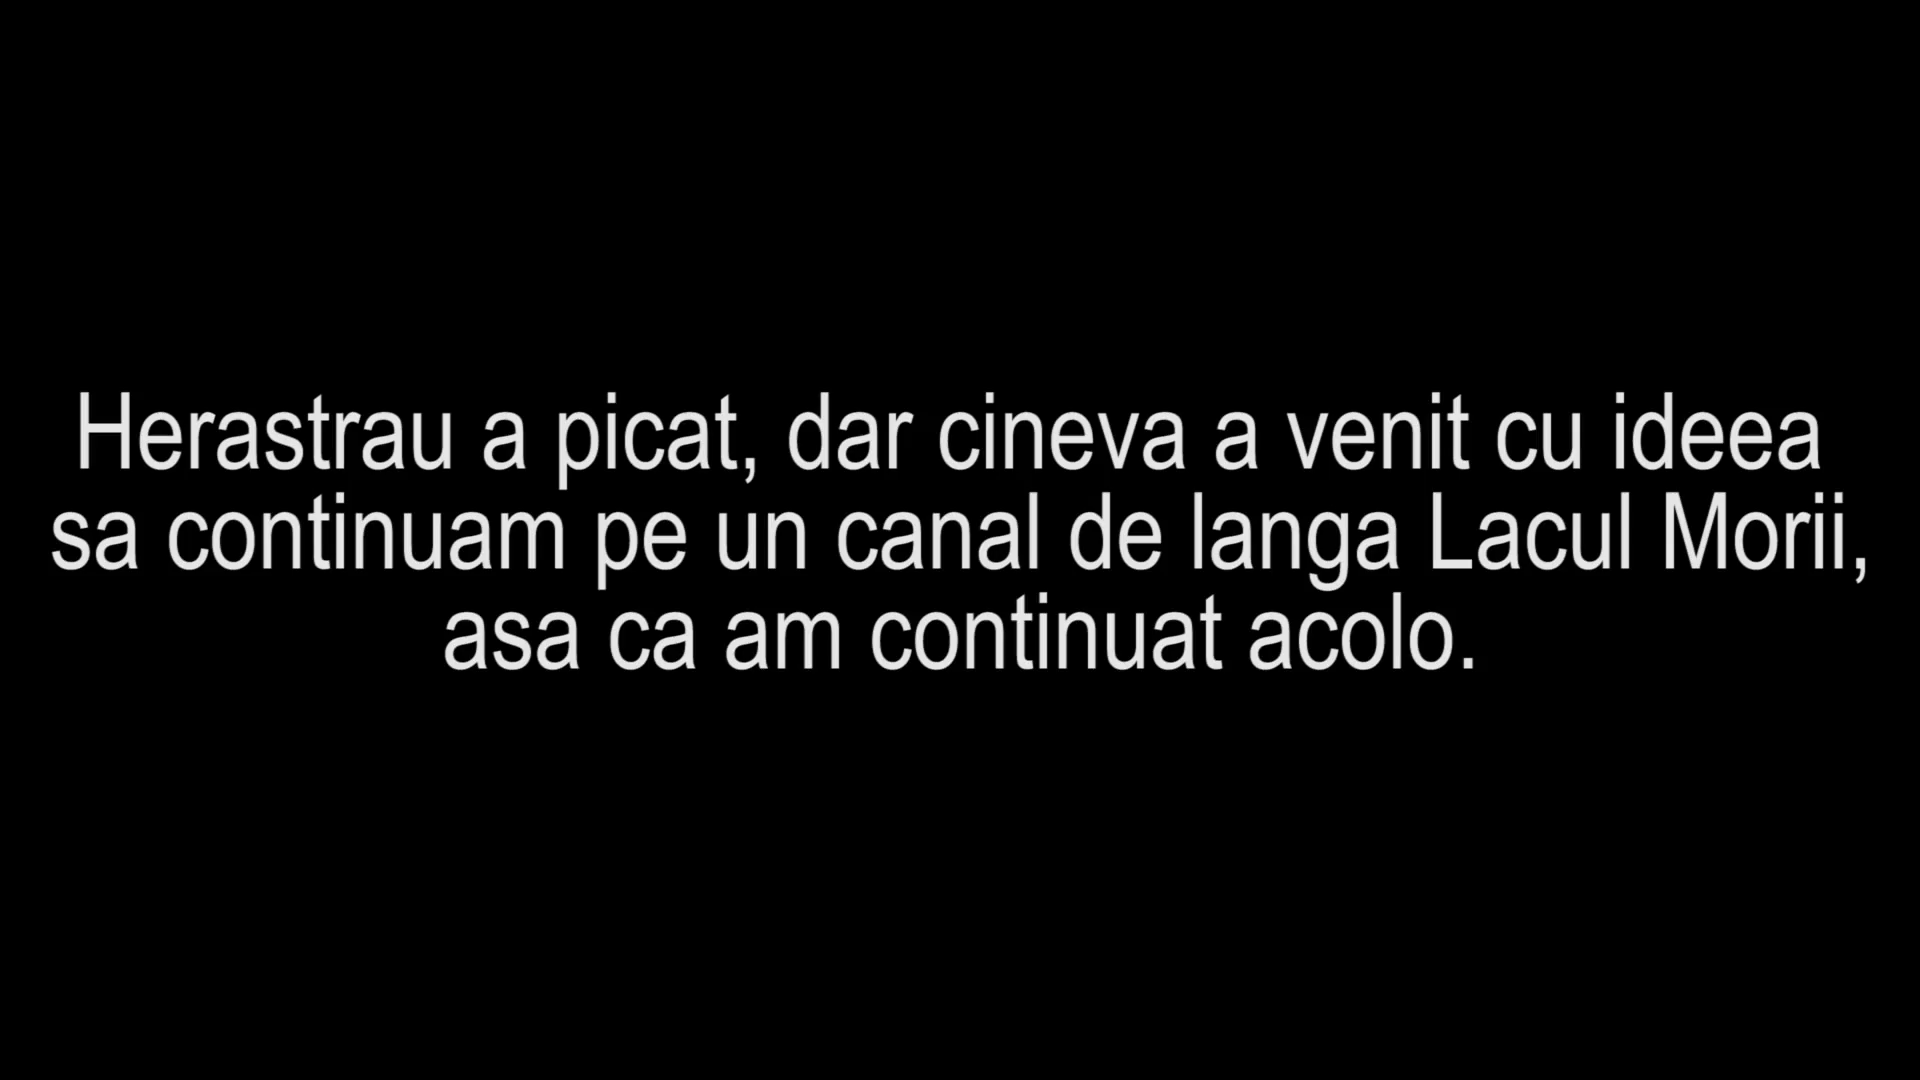 Herastrau a picat, dar cineva a venit cu ideea
sa continuam pe un canal de langa Lacul Morii,
asa ca am continuat acolo.